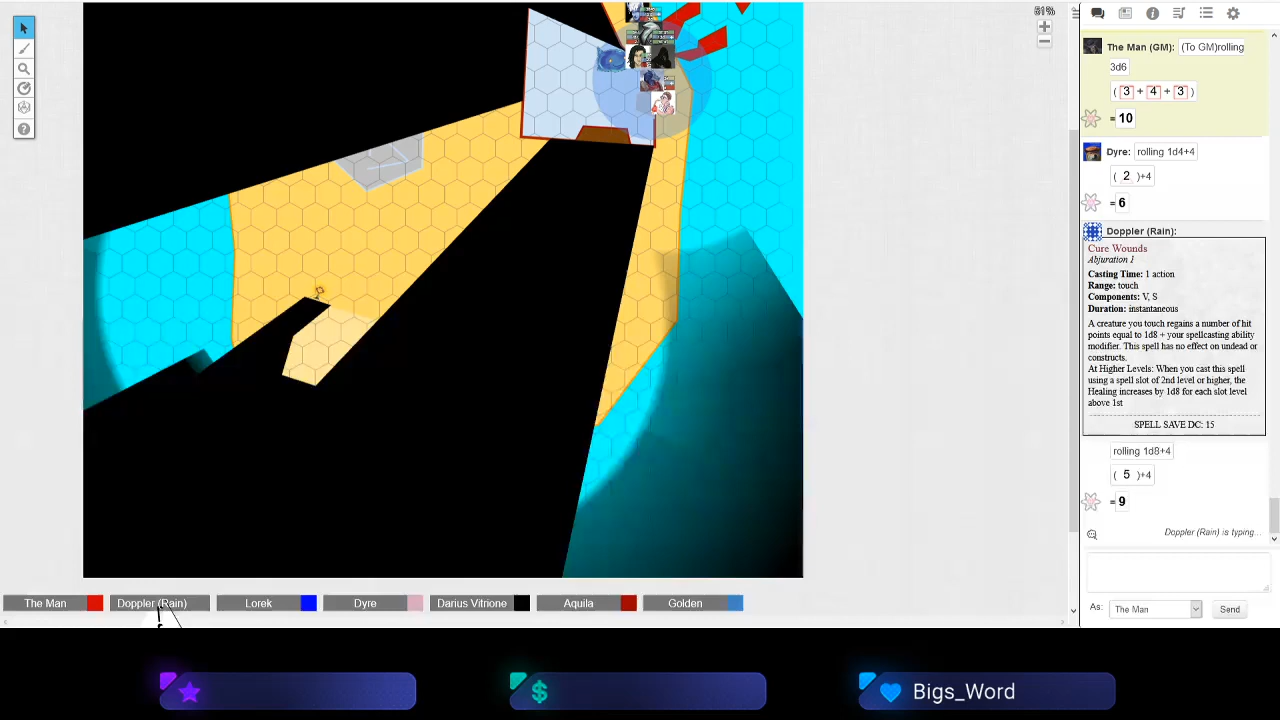 51%
The Man (GM): (To GM)rolling
3d6
( 3 + 4 + 3 )
= 10
Dyre: rolling 1d4+4
( 2 )+4
= 6
Doppler (Rain):
Cure Wounds
Abjuration 1
Casting Time: 1 action
Range: touch
Components: V, S
Duration: instantaneous
A creature you touch regains a number of hit
points equal to 1d8 + your spellcasting ability
modifier. This spell has no effect on undead or
constructs.
At Higher Levels: When you cast this spell
using a spell slot of 2nd level or higher, the
Healing increases by 1d8 for each slot level
above 1st
SPELL SAVE DC: 15
rolling 1d8+4
( 5 )+4
= 9
Doppler (Rain) is typing...
As: The Man Send
The Man Doppler (Rain) Lorek Dyre Darius Vitrione Aquila Golden
$ Bigs_Word